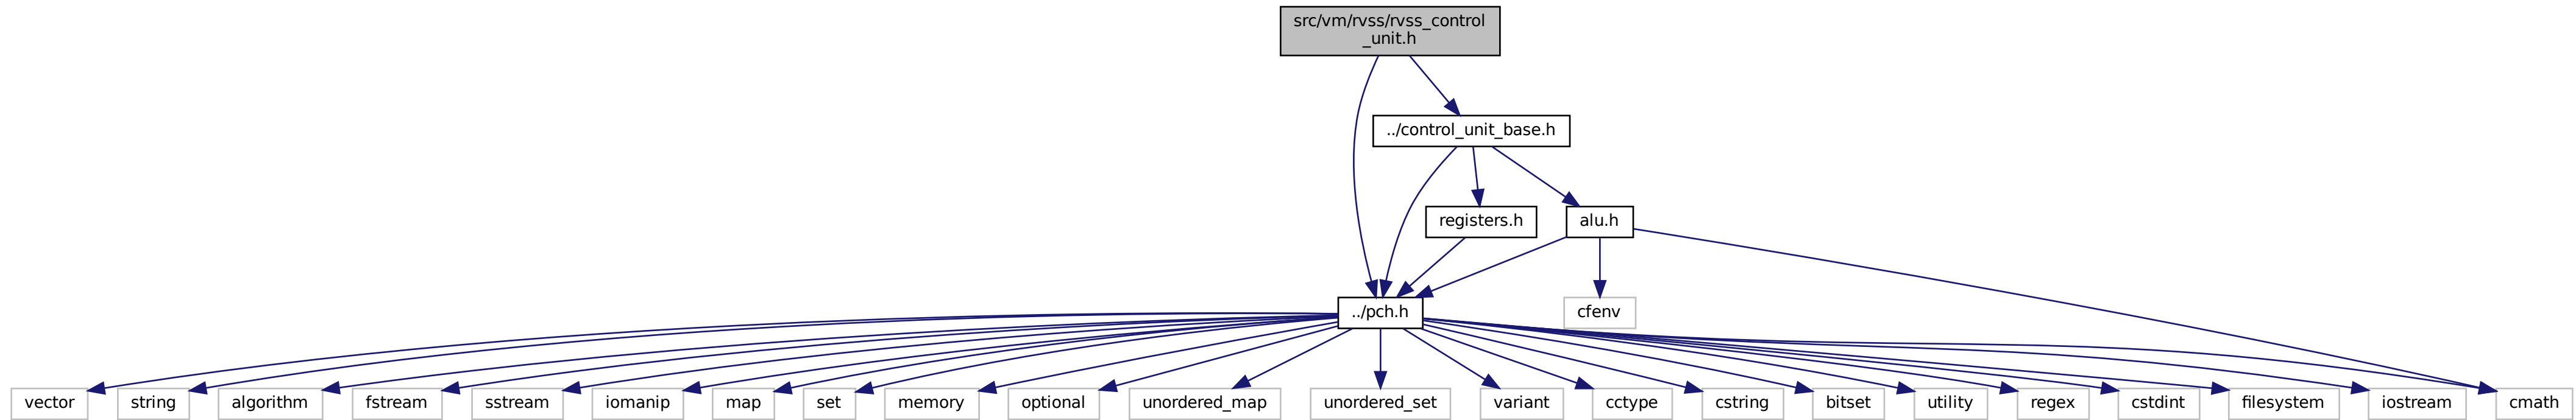 src/vm/rvss/rvss_control
_unit.h
../control_unit_base.h
registers.h
alu.h
../pch.h
cfenv
vector
string
algorithm
fstream
sstream
iomanip
map
set
memory
optional
unordered_map
unordered_set
variant
cctype
cstring
bitset
utility
regex
cstdint
filesystem
iostream
cmath